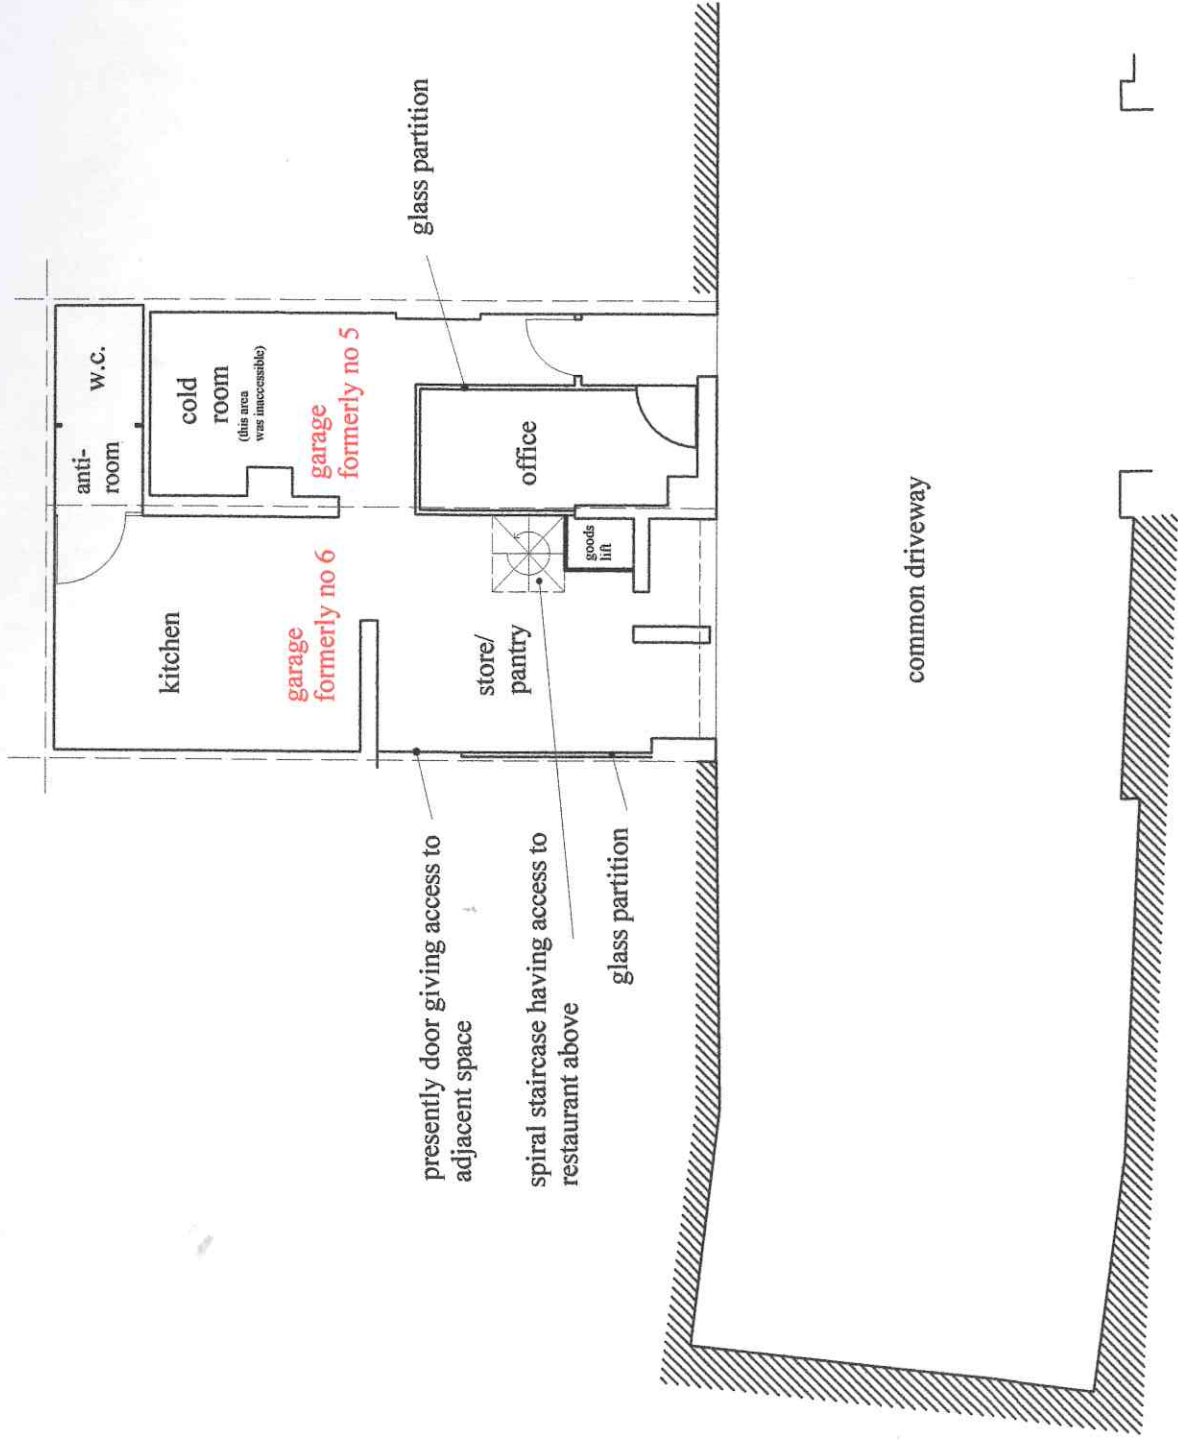 anti-
room
w.c.
kitchen
cold
room
(this area
was inaccessible)
garage
formerly no 6
garage
formerly no 5
store/
pantry
office
goods
lift
glass partition
presently door giving access to
adjacent space
spiral staircase having access to
restaurant above
glass partition
common driveway